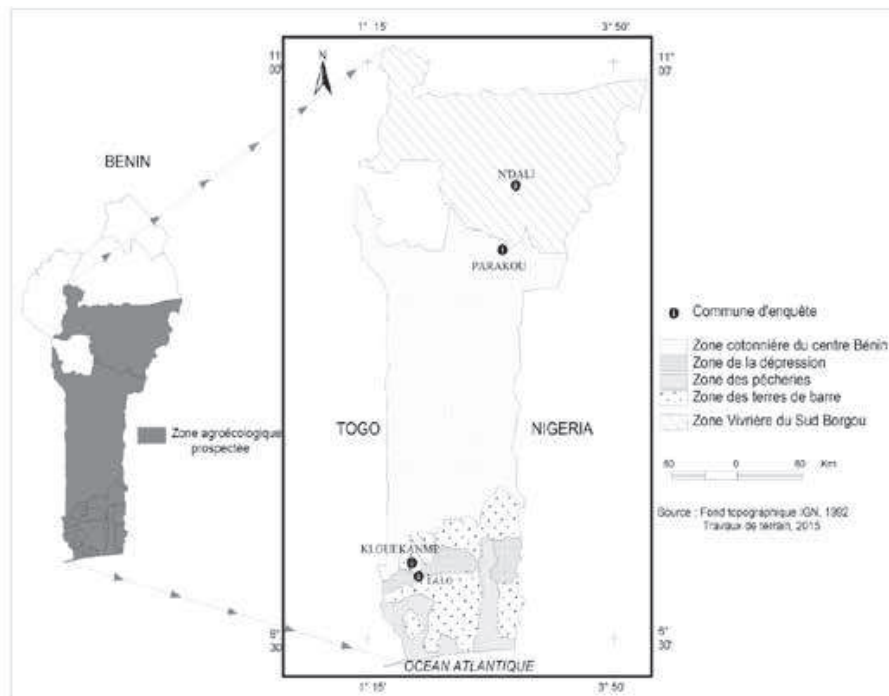 BENIN
Zone agroécologique
prospectée
1° 15'
3° 50'
11°
00'
11°
00'
N
N'DALI
PARAKOU
TOGO
NIGERIA
KLOUEKANME
LALO
6°
30'
6°
30'
OCEAN ATLANTIQUE
1° 15'
3° 50'
Commune d'enquête
Zone cotonnière du centre Bénin
Zone de la dépression
Zone des pêcheries
Zone des terres de barre
Zone Vivrière du Sud Borgou
60 0 60 Km
Source : Fond topographique IGN, 1992
Travaux de terrain, 2015